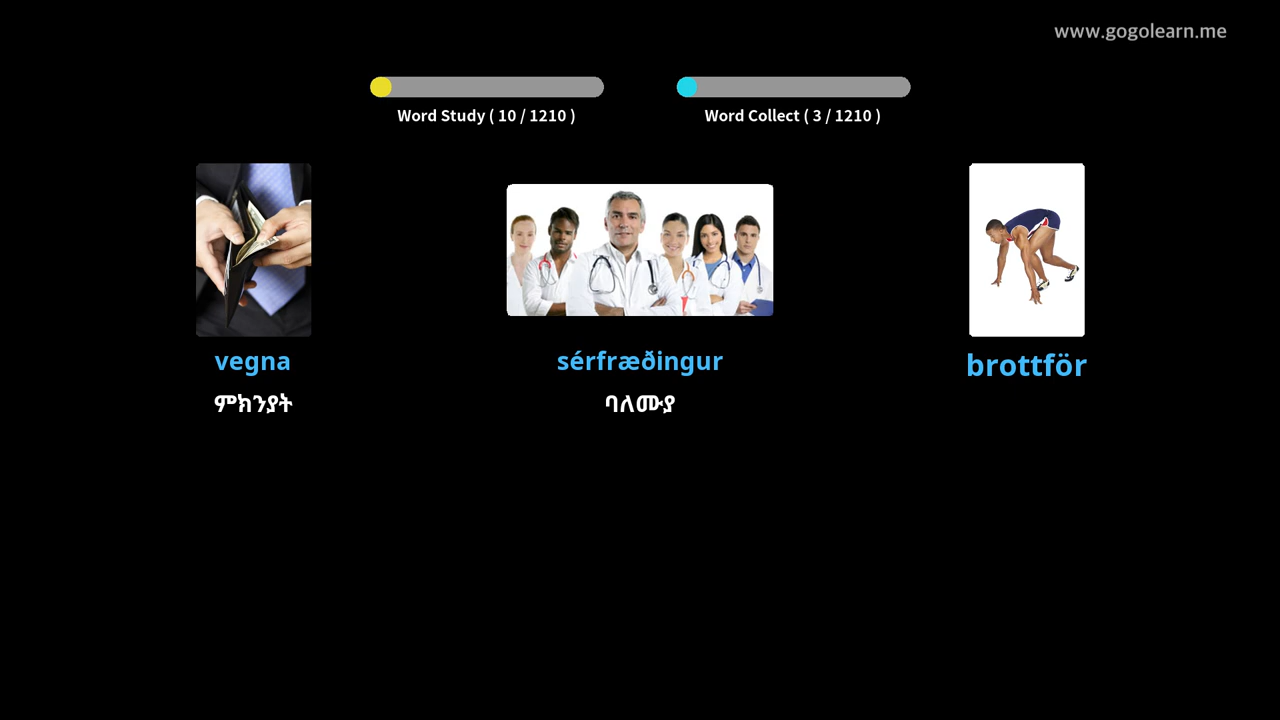 www.gogolearn.me
Word Study ( 10 / 1210 )
Word Collect ( 3 / 1210 )
vegna
sérfræðingur
brottför
ምክንያት
ባለሙያ